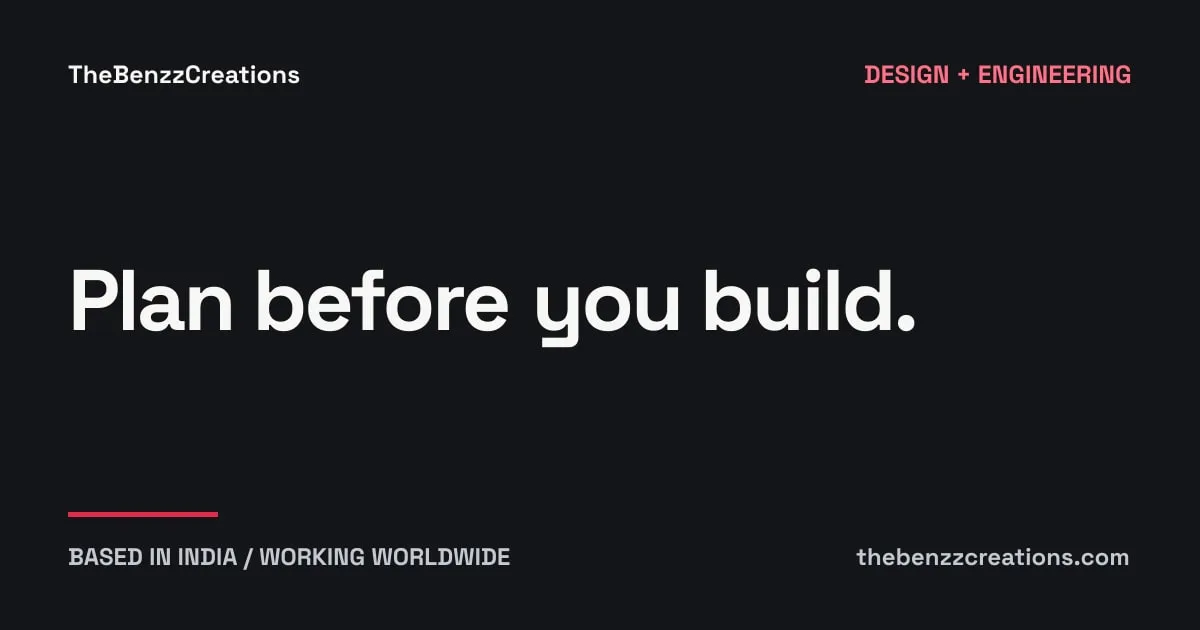 TheBenzzCreations
DESIGN + ENGINEERING
Plan before you build.
BASED IN INDIA / WORKING WORLDWIDE
thebenzzcreations.com